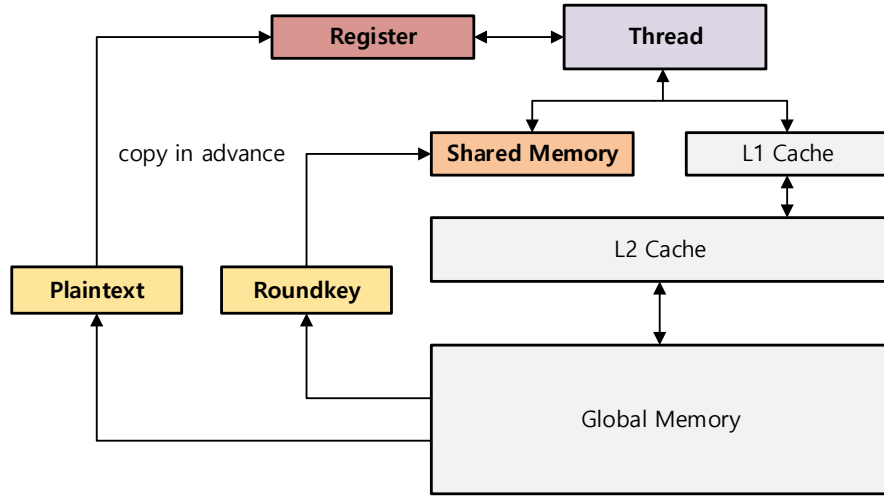 Register
Thread
copy in advance
Shared Memory
L1 Cache
L2 Cache
Plaintext
Roundkey
Global Memory